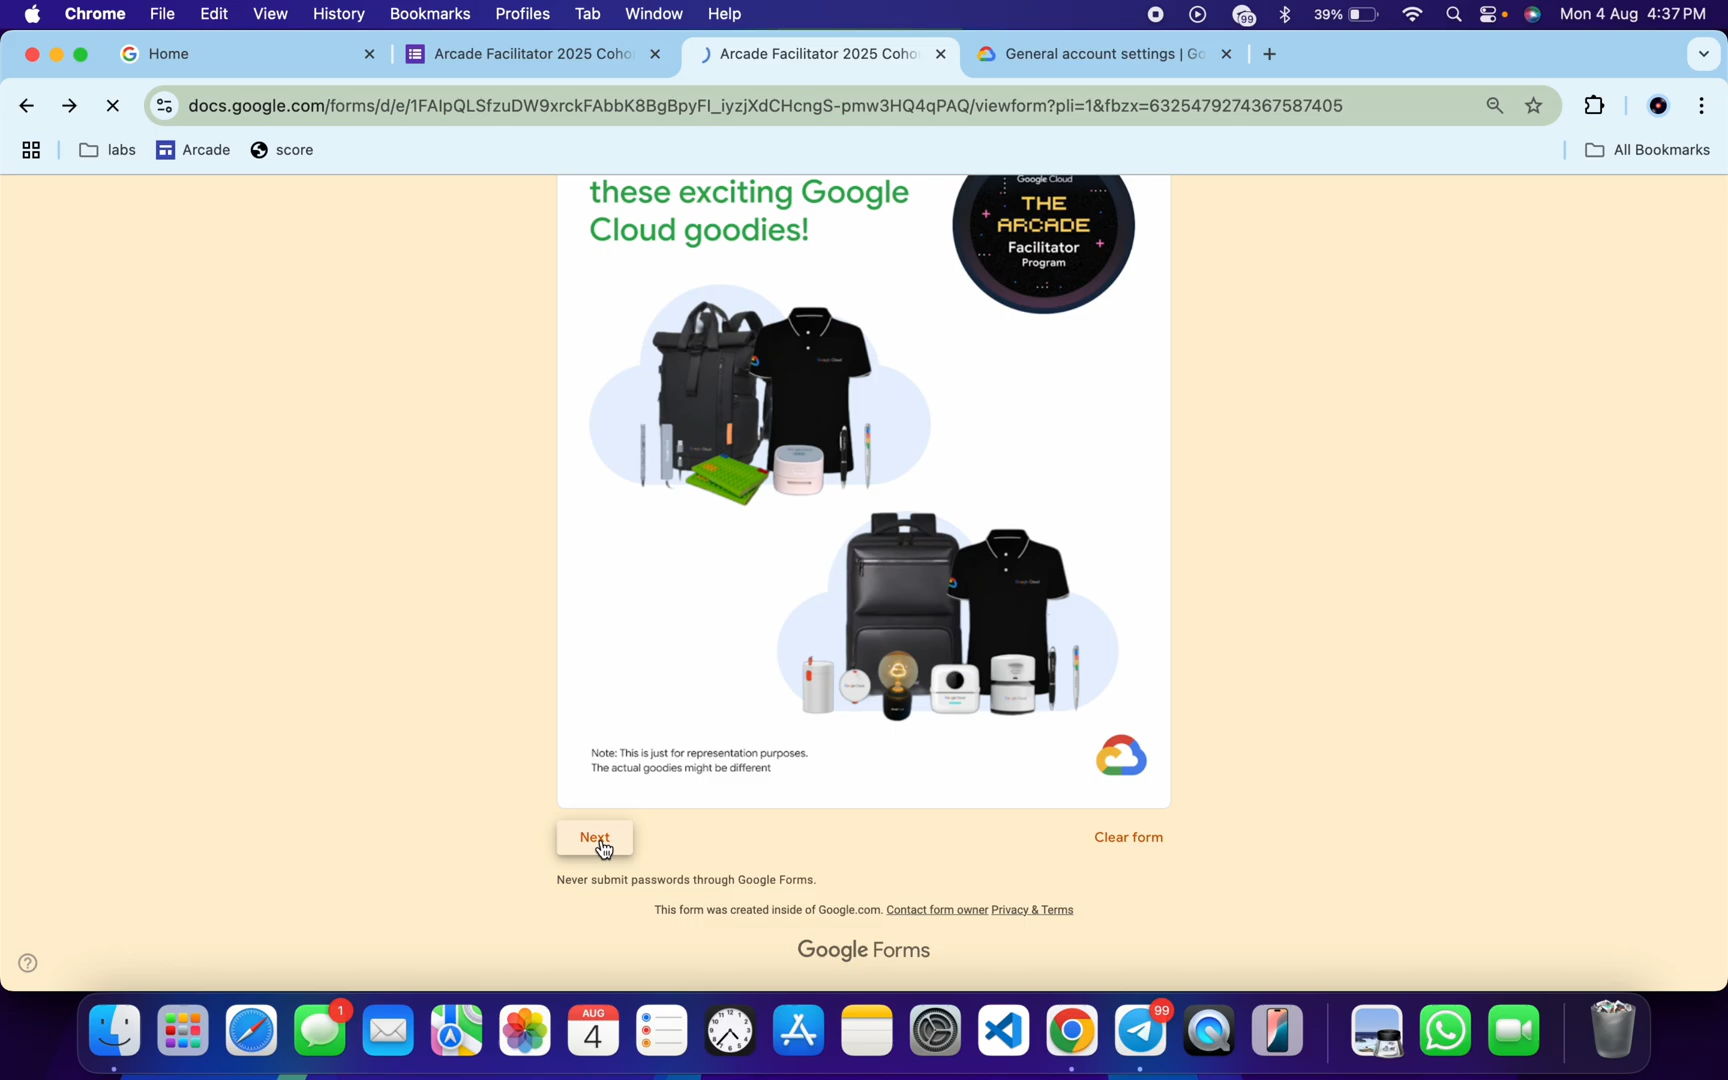 Chrome File Edit View History Bookmarks Profiles Tab Window Help 99 39% Mon 4 Aug 4:37 PM
Home Arcade Facilitator 2025 Coho Arcade Facilitator 2025 Coho General account settings | Go
docs.google.com/forms/d/e/1FAIpQLSfzuDW9xrckFAbbK8BgBpyFI_iyzjXdCHcngS-pmw3HQ4qPAQ/viewform?pli=1&fbzx=6325479274367587405
labs Arcade score All Bookmarks
these exciting Google
Cloud goodies!
Google Cloud
THE
ARCADE
Facilitator
Program
Note: This is just for representation purposes.
The actual goodies might be different
Next Clear form
Never submit passwords through Google Forms.
This form was created inside of Google.com. Contact form owner Privacy & Terms
Google Forms
1 AUG 4 99